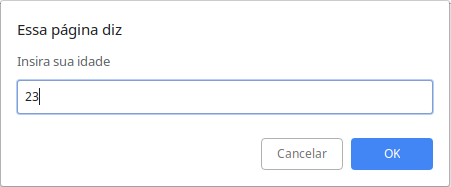 Essa página diz
Insira sua idade
23
Cancelar
OK